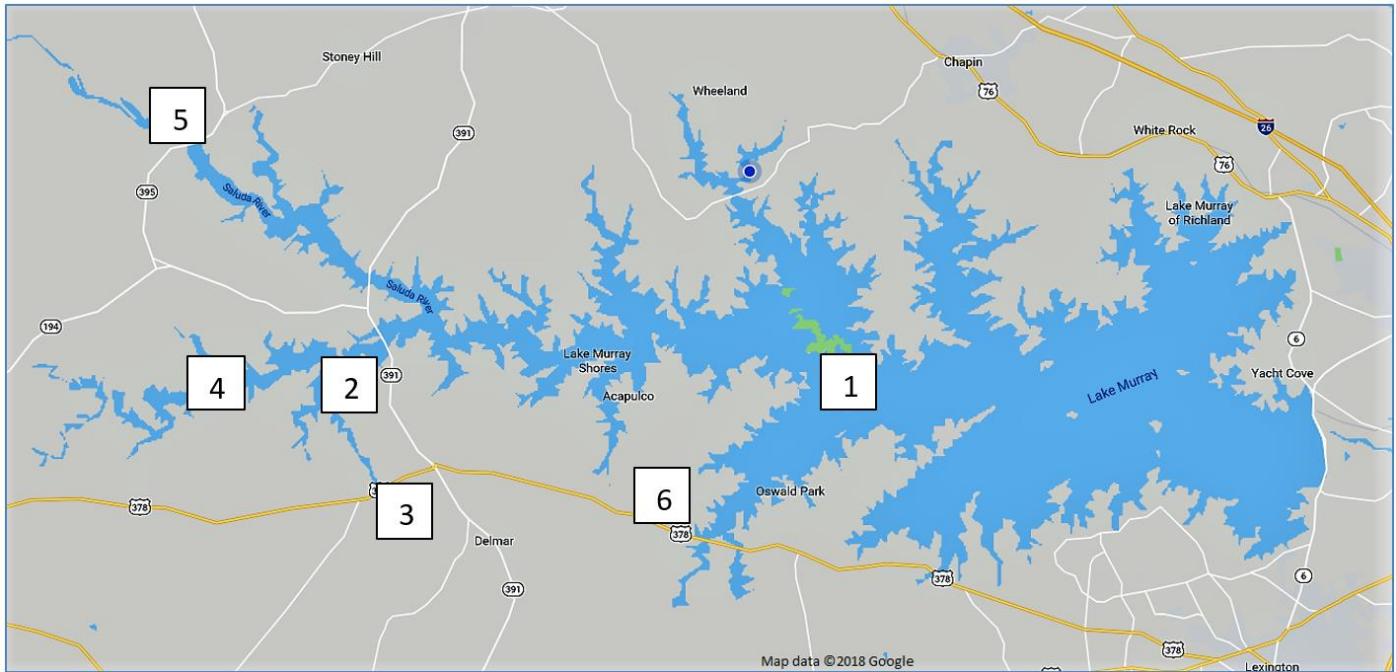 Stoney Hill
Wheeland
Chapin
76
26
White Rock
76
5
391
395
Saluda River
Lake Murray
of Richland
Saluda River
194
6
Lake Murray
Shores
1
Yacht Cove
4
2
391
Lake Murray
Acapulco
6
Oswald Park
378
3
378
Delmar
378
391
378
6
378
Map data ©2018 Google
Lexington